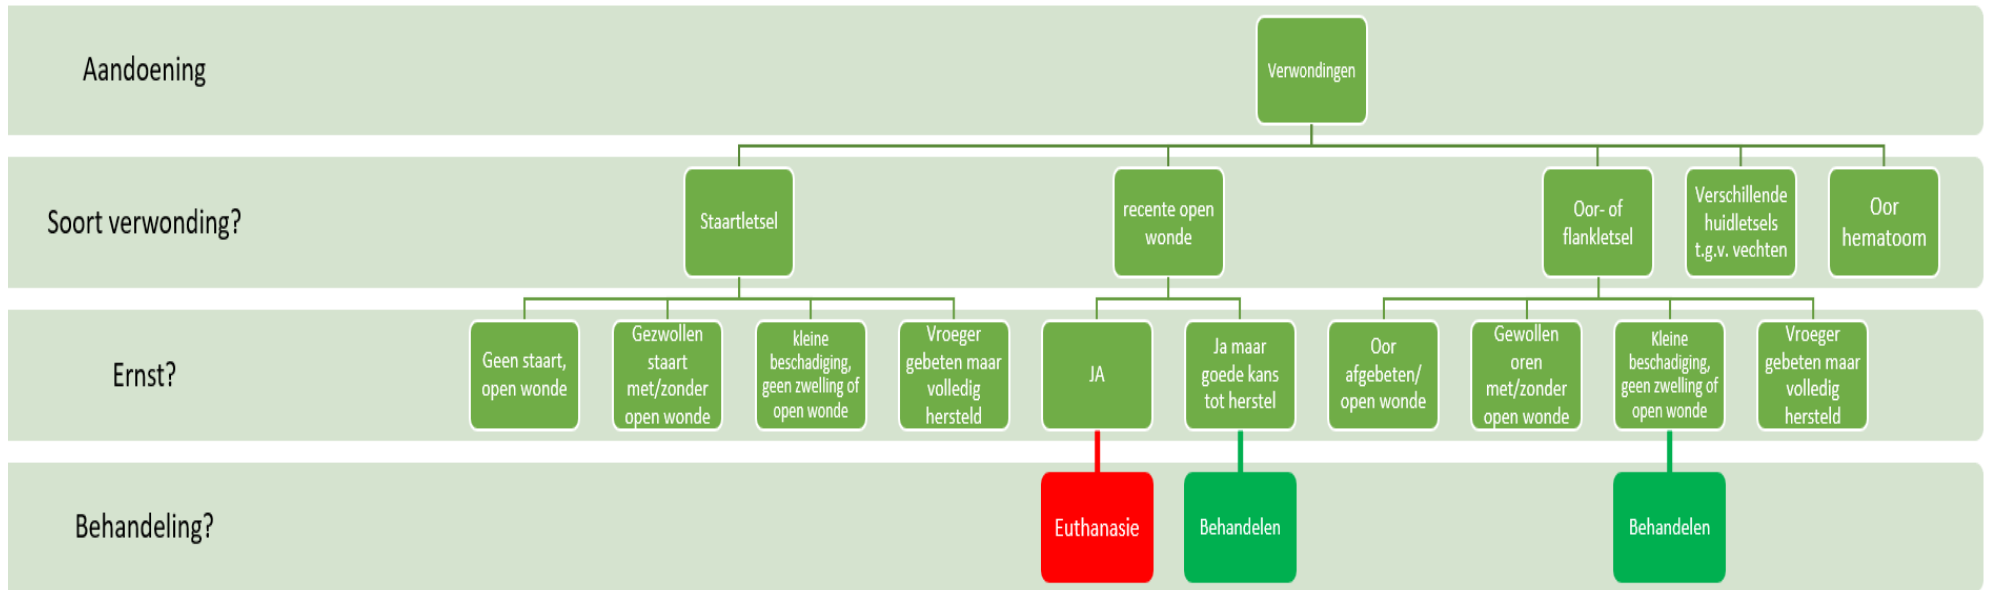 Aandoening
Verwondingen
Soort verwonding?
Staartletsel
recente open
wonde
Oor- of
flankletsel
Verschillende
huidletsels
t.g.v. vechten
Oor
hematoom
Ernst?
Geen staart,
open wonde
Gezwollen
staart
met/zonder
open wonde
kleine
beschadiging,
geen zwelling of
open wonde
Vroeger
gebeten maar
volledig
hersteld
JA
Ja maar
goede kans
tot herstel
Oor
afgebeten/
open wonde
Gewollen
oren
met/zonder
open wonde
Kleine
beschadiging,
geen zwelling of
open wonde
Vroeger
gebeten maar
volledig
hersteld
Behandeling?
Euthanasie
Behandelen
Behandelen